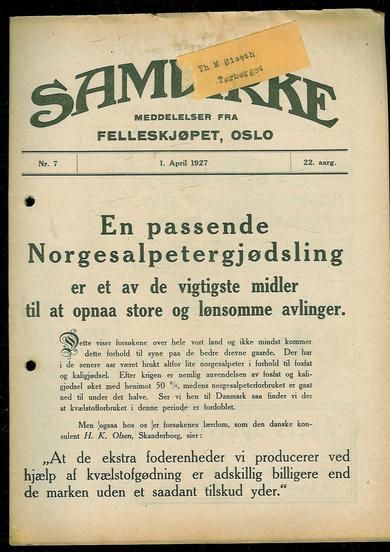 Th M Øiseth
Torberget
SAMVIRKE
MEDDELELSER FRA
FELLESKJØPET, OSLO
Nr. 7 1. April 1927 22. aarg.
En passende
Norgesalpetergjødsling
er et av de vigtigste midler
til at opnaa store og lønsomme avlinger.
Dette viser forsøkene over hele vort land og ikke mindst kommer
dette forhold til syne paa de bedre drevne gaarde. Der har
i de senere aar været brukt altfor lite norgesalpeter i forhold til fosfat
og kaligjødsel. Efter krigen er nemlig anvendelsen av fosfat og kali-
gjødsel øket med henimot 50 %, medens norgesalpeterforbruket er gaat
ned til under det halve. Ser vi hen til Danmark saa finder vi der
at kvælstofforbruket i denne periode er fordoblet.
Men ogsaa hos os er forsøkenes lærdom, som den danske kon-
sulent H. K. Olsen, Skanderborg, sier:
„At de ekstra foderenheder vi producerer ved
hjælp af kvælstofgødning er adskillig billigere end
de marken uden et saadant tilskud yder.“